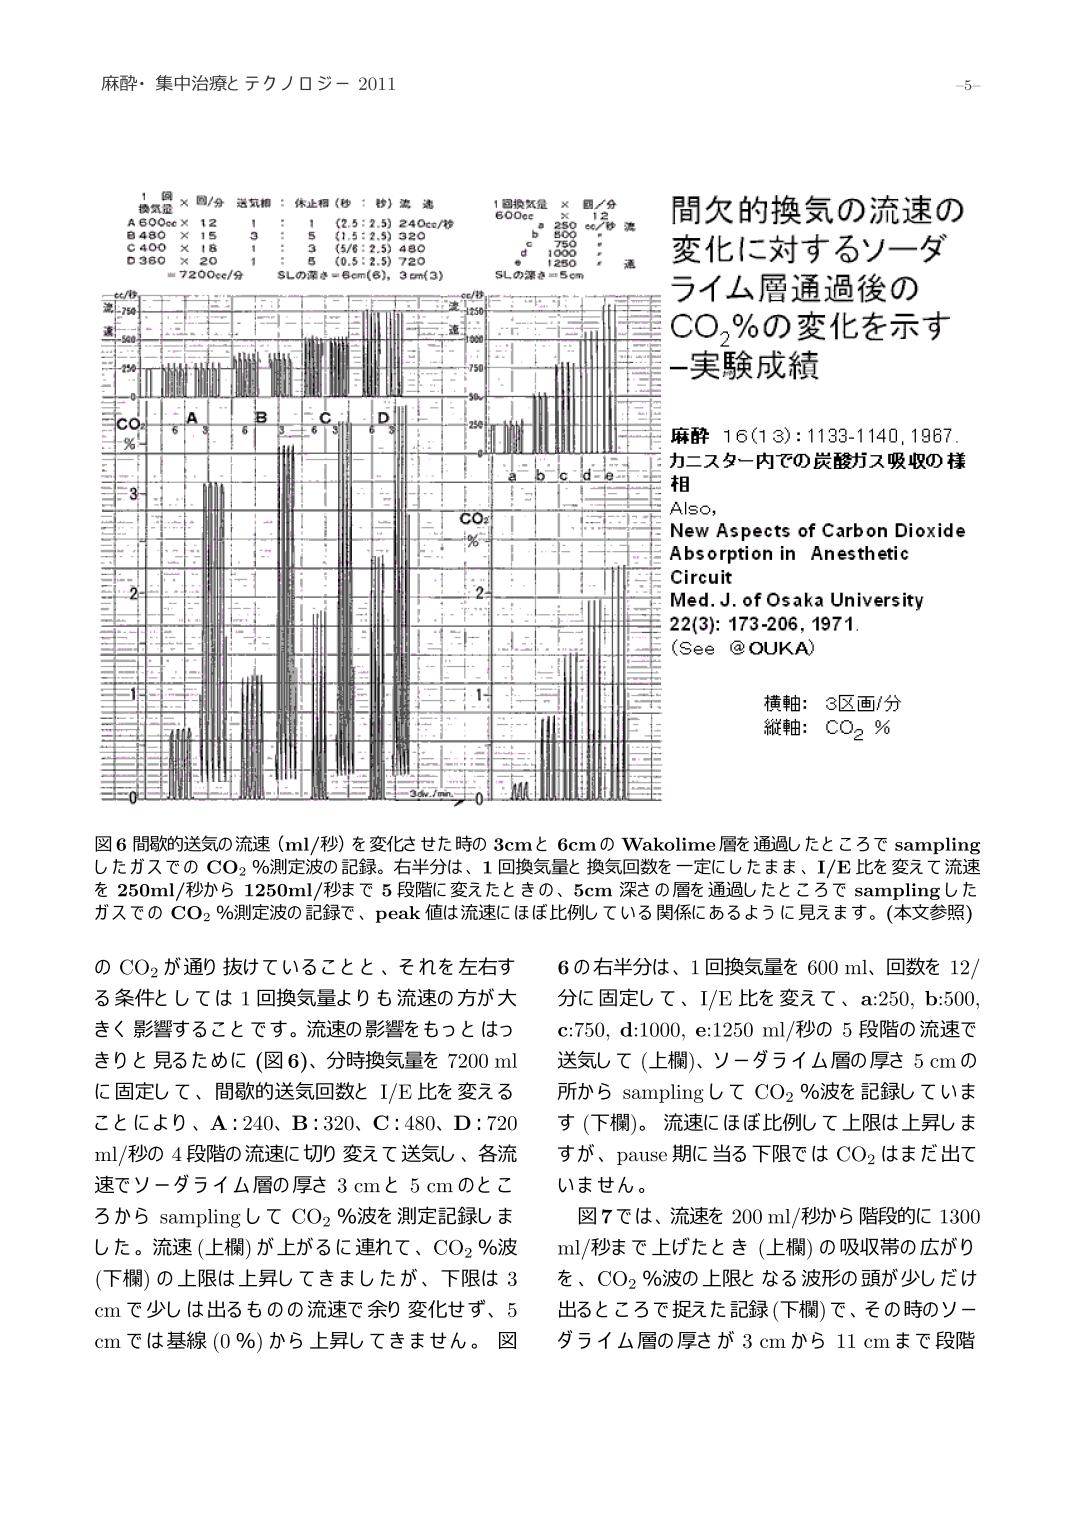 麻酔・集中治療とテクノロジー 2011
–5–
1 回換気量 × 回/分 送気相 : 休止相 (秒 : 秒) 流 速
A 600cc × 12 1 : 1 (2.5 : 2.5) 240cc/秒
B 480 × 15 3 : 5 (1.5 : 2.5) 320
C 400 × 18 1 : 3 (5/6 : 2.5) 480
D 360 × 20 1 : 5 (0.5 : 2.5) 720
=7200cc/分 SLの深さ=6cm(6), 3cm(3)
1回換気量 × 回/分
600cc × 12
a 250 cc/秒 流
b 500 〃
c 750 〃
d 1000 〃
e 1250 〃 速
SLの深さ=5cm
cc/秒
流
速
750
500
250
0
CO2
%
A B C D
6 3 6 3 6 3 6 3
3
2
1
0
3div./min.
cc/秒
流
速
1250
1000
750
250
0
a b c d e
CO2
%
2
1
0
間欠的換気の流速の
変化に対するソーダ
ライム層通過後の
CO2%の変化を示す
–実験成績
麻酔 16(13):1133-1140, 1967.
カニスター内での炭酸ガス吸収の様
相
Also,
New Aspects of Carbon Dioxide
Absorption in Anesthetic
Circuit
Med. J. of Osaka University
22(3): 173-206, 1971.
(See @OUKA)
横軸: 3区画/分
縦軸: CO2 %
図 6 間歇的送気の流速 (ml/秒) を変化させた時の 3cmと 6cmの Wakolime層を通過したところで sampling
したガスでの CO2 %測定波の記録。右半分は、1 回換気量と換気回数を一定にしたまま、I/E 比を変えて流速
を 250ml/秒から 1250ml/秒まで 5 段階に変えたときの、5cm 深さの層を通過したところで samplingした
ガスでの CO2 %測定波の記録で、peak 値は流速にほぼ比例している関係にあるように見えます。(本文参照)
の CO2 が通り抜けていることと、それを左右す
る条件としては 1 回換気量よりも流速の方が大
きく影響することです。流速の影響をもっとはっ
きりと見るために (図 6)、分時換気量を 7200 ml
に固定して、間歇的送気回数と I/E 比を変える
ことにより、A : 240、B : 320、C : 480、D : 720
ml/秒の 4 段階の流速に切り変えて送気し、各流
速でソーダライム層の厚さ 3 cmと 5 cmのとこ
ろから samplingして CO2 %波を測定記録しま
した。流速 (上欄) が上がるに連れて、CO2 %波
(下欄) の上限は上昇してきましたが、下限は 3
cmで少しは出るものの流速で余り変化せず、5
cmでは基線 (0 %) から上昇してきません。 図
6 の右半分は、1 回換気量を 600 ml、回数を 12/
分に固定して、I/E 比を変えて、a:250, b:500,
c:750, d:1000, e:1250 ml/秒の 5 段階の流速で
送気して (上欄)、ソーダライム層の厚さ 5 cmの
所から samplingして CO2 %波を記録していま
す (下欄)。 流速にほぼ比例して上限は上昇しま
すが、pause 期に当る下限では CO2 はまだ出て
いません。
図 7では、流速を 200 ml/秒から階段的に 1300
ml/秒まで上げたとき (上欄) の吸収帯の広がり
を、CO2 %波の上限となる波形の頭が少しだけ
出るところで捉えた記録 (下欄) で、その時のソー
ダライム層の厚さが 3 cmから 11 cmまで段階